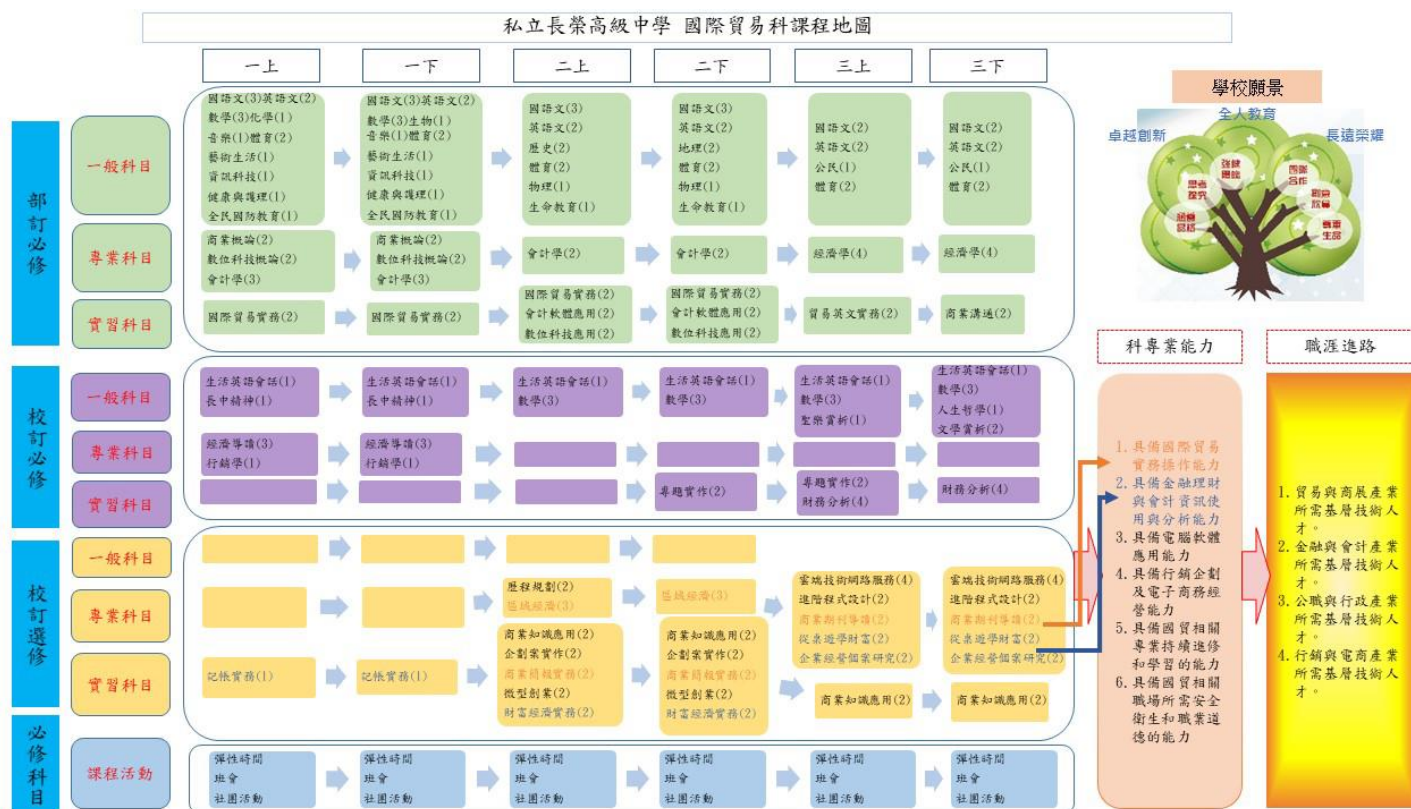 私立長榮高級中學 國際貿易科課程地圖
一上
一下
二上
二下
三上
三下
部訂必修
一般科目
國語文(3)英語文(2)
數學(3)化學(1)
音樂(1)體育(2)
藝術生活(1)
資訊科技(1)
健康與護理(1)
全民國防教育(1)
國語文(3)英語文(2)
數學(3)生物(1)
音樂(1)體育(2)
藝術生活(1)
資訊科技(1)
健康與護理(1)
全民國防教育(1)
國語文(3)
英語文(2)
歷史(2)
體育(2)
物理(1)
生命教育(1)
國語文(3)
英語文(2)
地理(2)
體育(2)
物理(1)
生命教育(1)
國語文(2)
英語文(2)
公民(1)
體育(2)
國語文(2)
英語文(2)
公民(1)
體育(2)
專業科目
商業概論(2)
數位科技概論(2)
會計學(3)
商業概論(2)
數位科技概論(2)
會計學(3)
會計學(2)
會計學(2)
經濟學(4)
經濟學(4)
實習科目
國際貿易實務(2)
國際貿易實務(2)
國際貿易實務(2)
會計軟體應用(2)
數位科技應用(2)
國際貿易實務(2)
會計軟體應用(2)
數位科技應用(2)
貿易英文實務(2)
商業溝通(2)
校訂必修
一般科目
生活英語會話(1)
長中精神(1)
生活英語會話(1)
長中精神(1)
生活英語會話(1)
數學(3)
生活英語會話(1)
數學(3)
生活英語會話(1)
數學(3)
聖樂賞析(1)
生活英語會話(1)
數學(3)
人生哲學(1)
文學賞析(2)
專業科目
經濟導讀(3)
行銷學(1)
經濟導讀(3)
行銷學(1)
實習科目
專題實作(2)
專題實作(2)
財務分析(4)
財務分析(4)
校訂選修
一般科目
專業科目
歷程規劃(2)
區域經濟(3)
區域經濟(3)
雲端技術網路服務(4)
進階程式設計(2)
商業期刊導讀(2)
從桌遊學財富(2)
企業經營個案研究(2)
雲端技術網路服務(4)
進階程式設計(2)
商業期刊導讀(2)
從桌遊學財富(2)
企業經營個案研究(2)
實習科目
記帳實務(1)
記帳實務(1)
商業知識應用(2)
企劃案實作(2)
商業簡報實務(2)
微型創業(2)
財富經濟實務(2)
商業知識應用(2)
企劃案實作(2)
商業簡報實務(2)
微型創業(2)
財富經濟實務(2)
商業知識應用(2)
商業知識應用(2)
必修科目
課程活動
彈性時間
班會
社團活動
彈性時間
班會
社團活動
彈性時間
班會
社團活動
彈性時間
班會
社團活動
彈性時間
班會
社團活動
彈性時間
班會
社團活動
學校願景
全人教育
卓越創新
長遠榮耀
強健
思考
探究
涵養
品格
團隊
合作
尊重
生命
科專業能力
1. 具備國際貿易
實務操作能力
2. 具備金融理財
與會計資訊使
用與分析能力
3. 具備電腦軟體
應用能力
4. 具備行銷企劃
及電子商務經
營能力
5. 具備國貿相關
專業持續進修
和學習的能力
6. 具備國貿相關
職場所需安全
衛生和職業道
德的能力
職涯進路
1. 貿易與商展產業
所需基層技術人
才。
2. 金融與會計產業
所需基層技術人
才。
3. 公職與行政產業
所需基層技術人
才。
4. 行銷與電商產業
所需基層技術人
才。